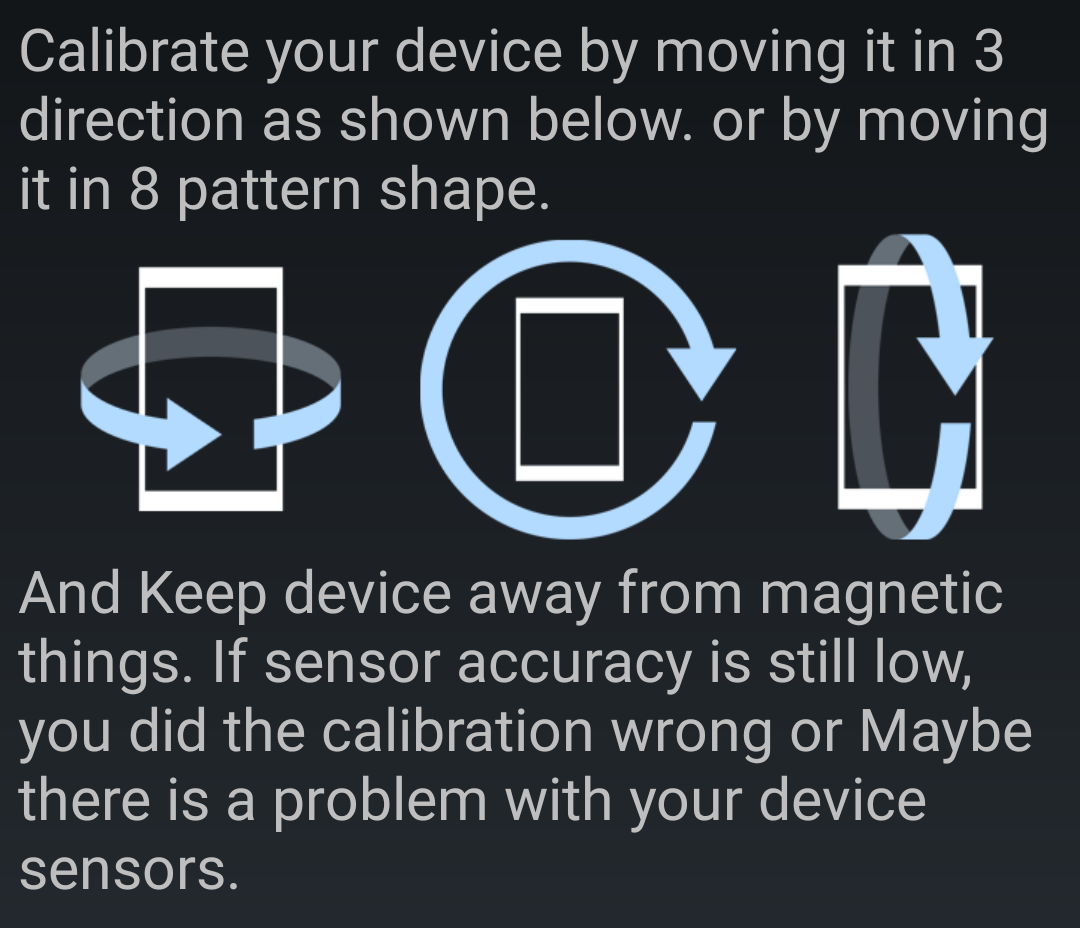 Calibrate your device by moving it in 3
direction as shown below. or by moving
it in 8 pattern shape.
And Keep device away from magnetic
things. If sensor accuracy is still low,
you did the calibration wrong or Maybe
there is a problem with your device
sensors.